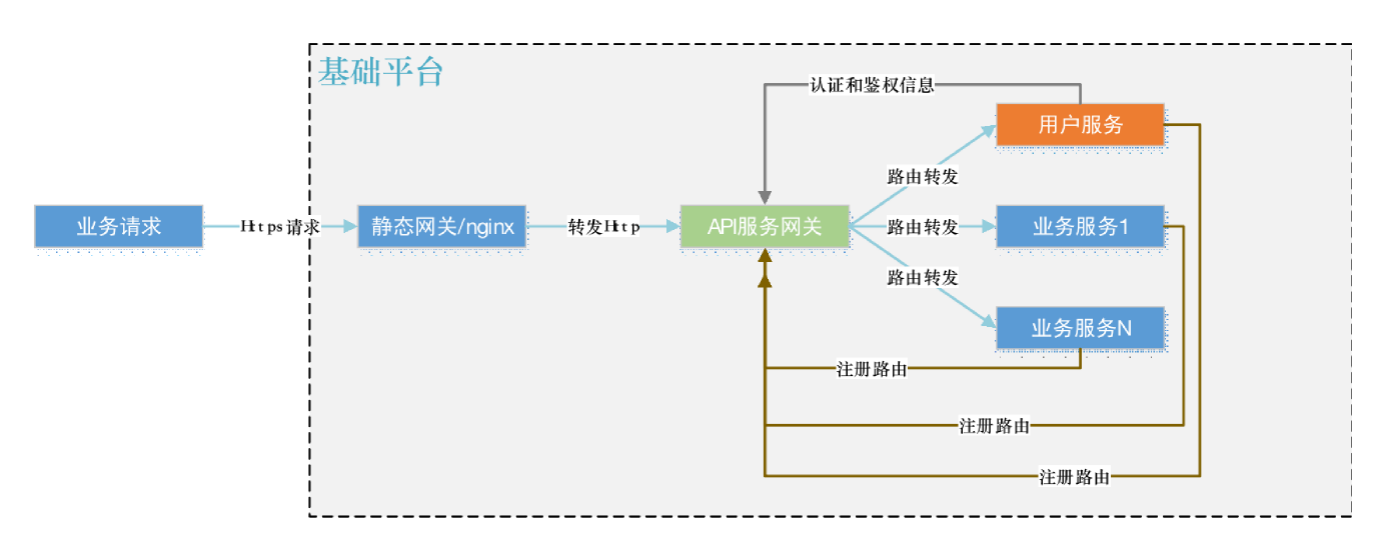 基础平台
认证和鉴权信息
用户服务
路由转发
业务请求
Https请求
静态网关/nginx
转发Http
API服务网关
路由转发
业务服务1
路由转发
业务服务N
注册路由
注册路由
注册路由